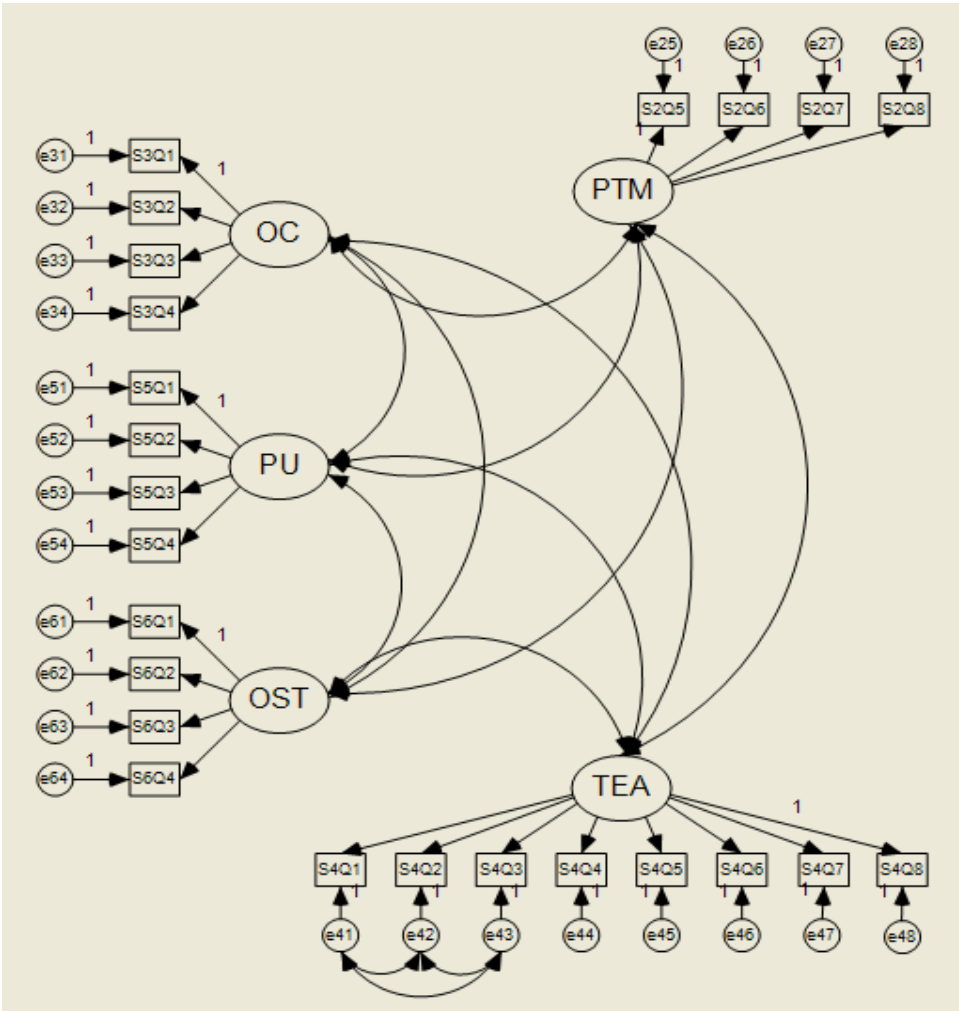 e25 e26 e27 e28
1 1 1 1
S2Q5 S2Q6 S2Q7 S2Q8
1
PTM
e31 1 S3Q1 1
e32 1 S3Q2
OC
e33 1 S3Q3
e34 1 S3Q4
e51 1 S5Q1 1
e52 1 S5Q2
PU
e53 1 S5Q3
e54 1 S5Q4
e61 1 S6Q1 1
e62 1 S6Q2
OST
e63 1 S6Q3
e64 1 S6Q4
TEA
1
S4Q1 S4Q2 S4Q3 S4Q4 S4Q5 S4Q6 S4Q7 S4Q8
1 1 1 1 1 1 1 1
e41 e42 e43 e44 e45 e46 e47 e48